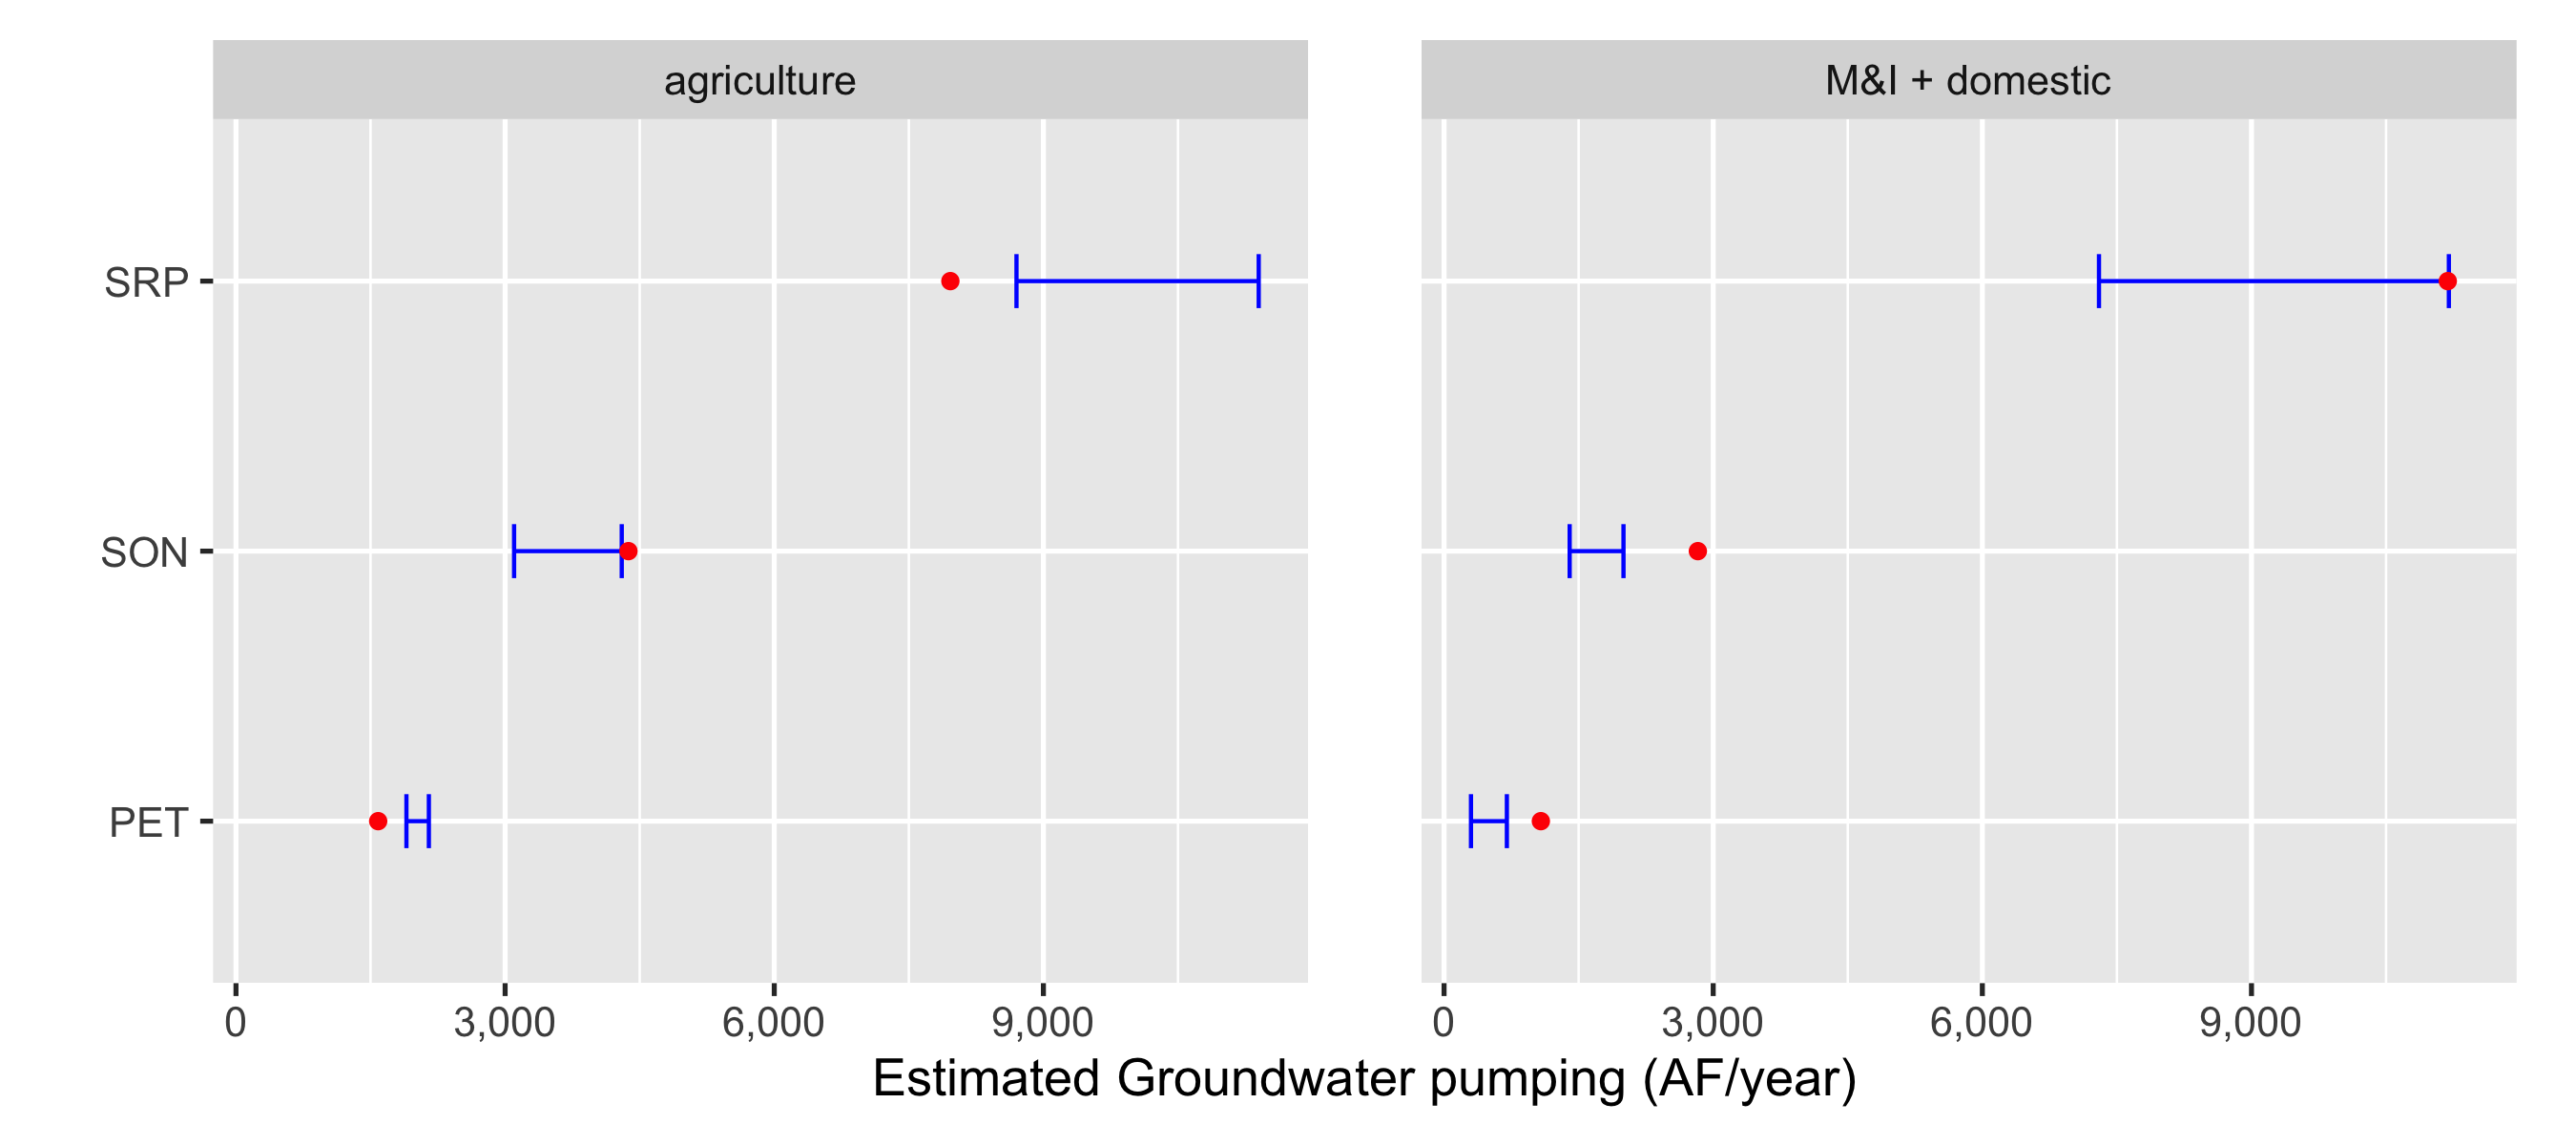 agriculture
M&I + domestic
SRP
SON
PET
0 3,000 6,000 9,000
0 3,000 6,000 9,000
Estimated Groundwater pumping (AF/year)